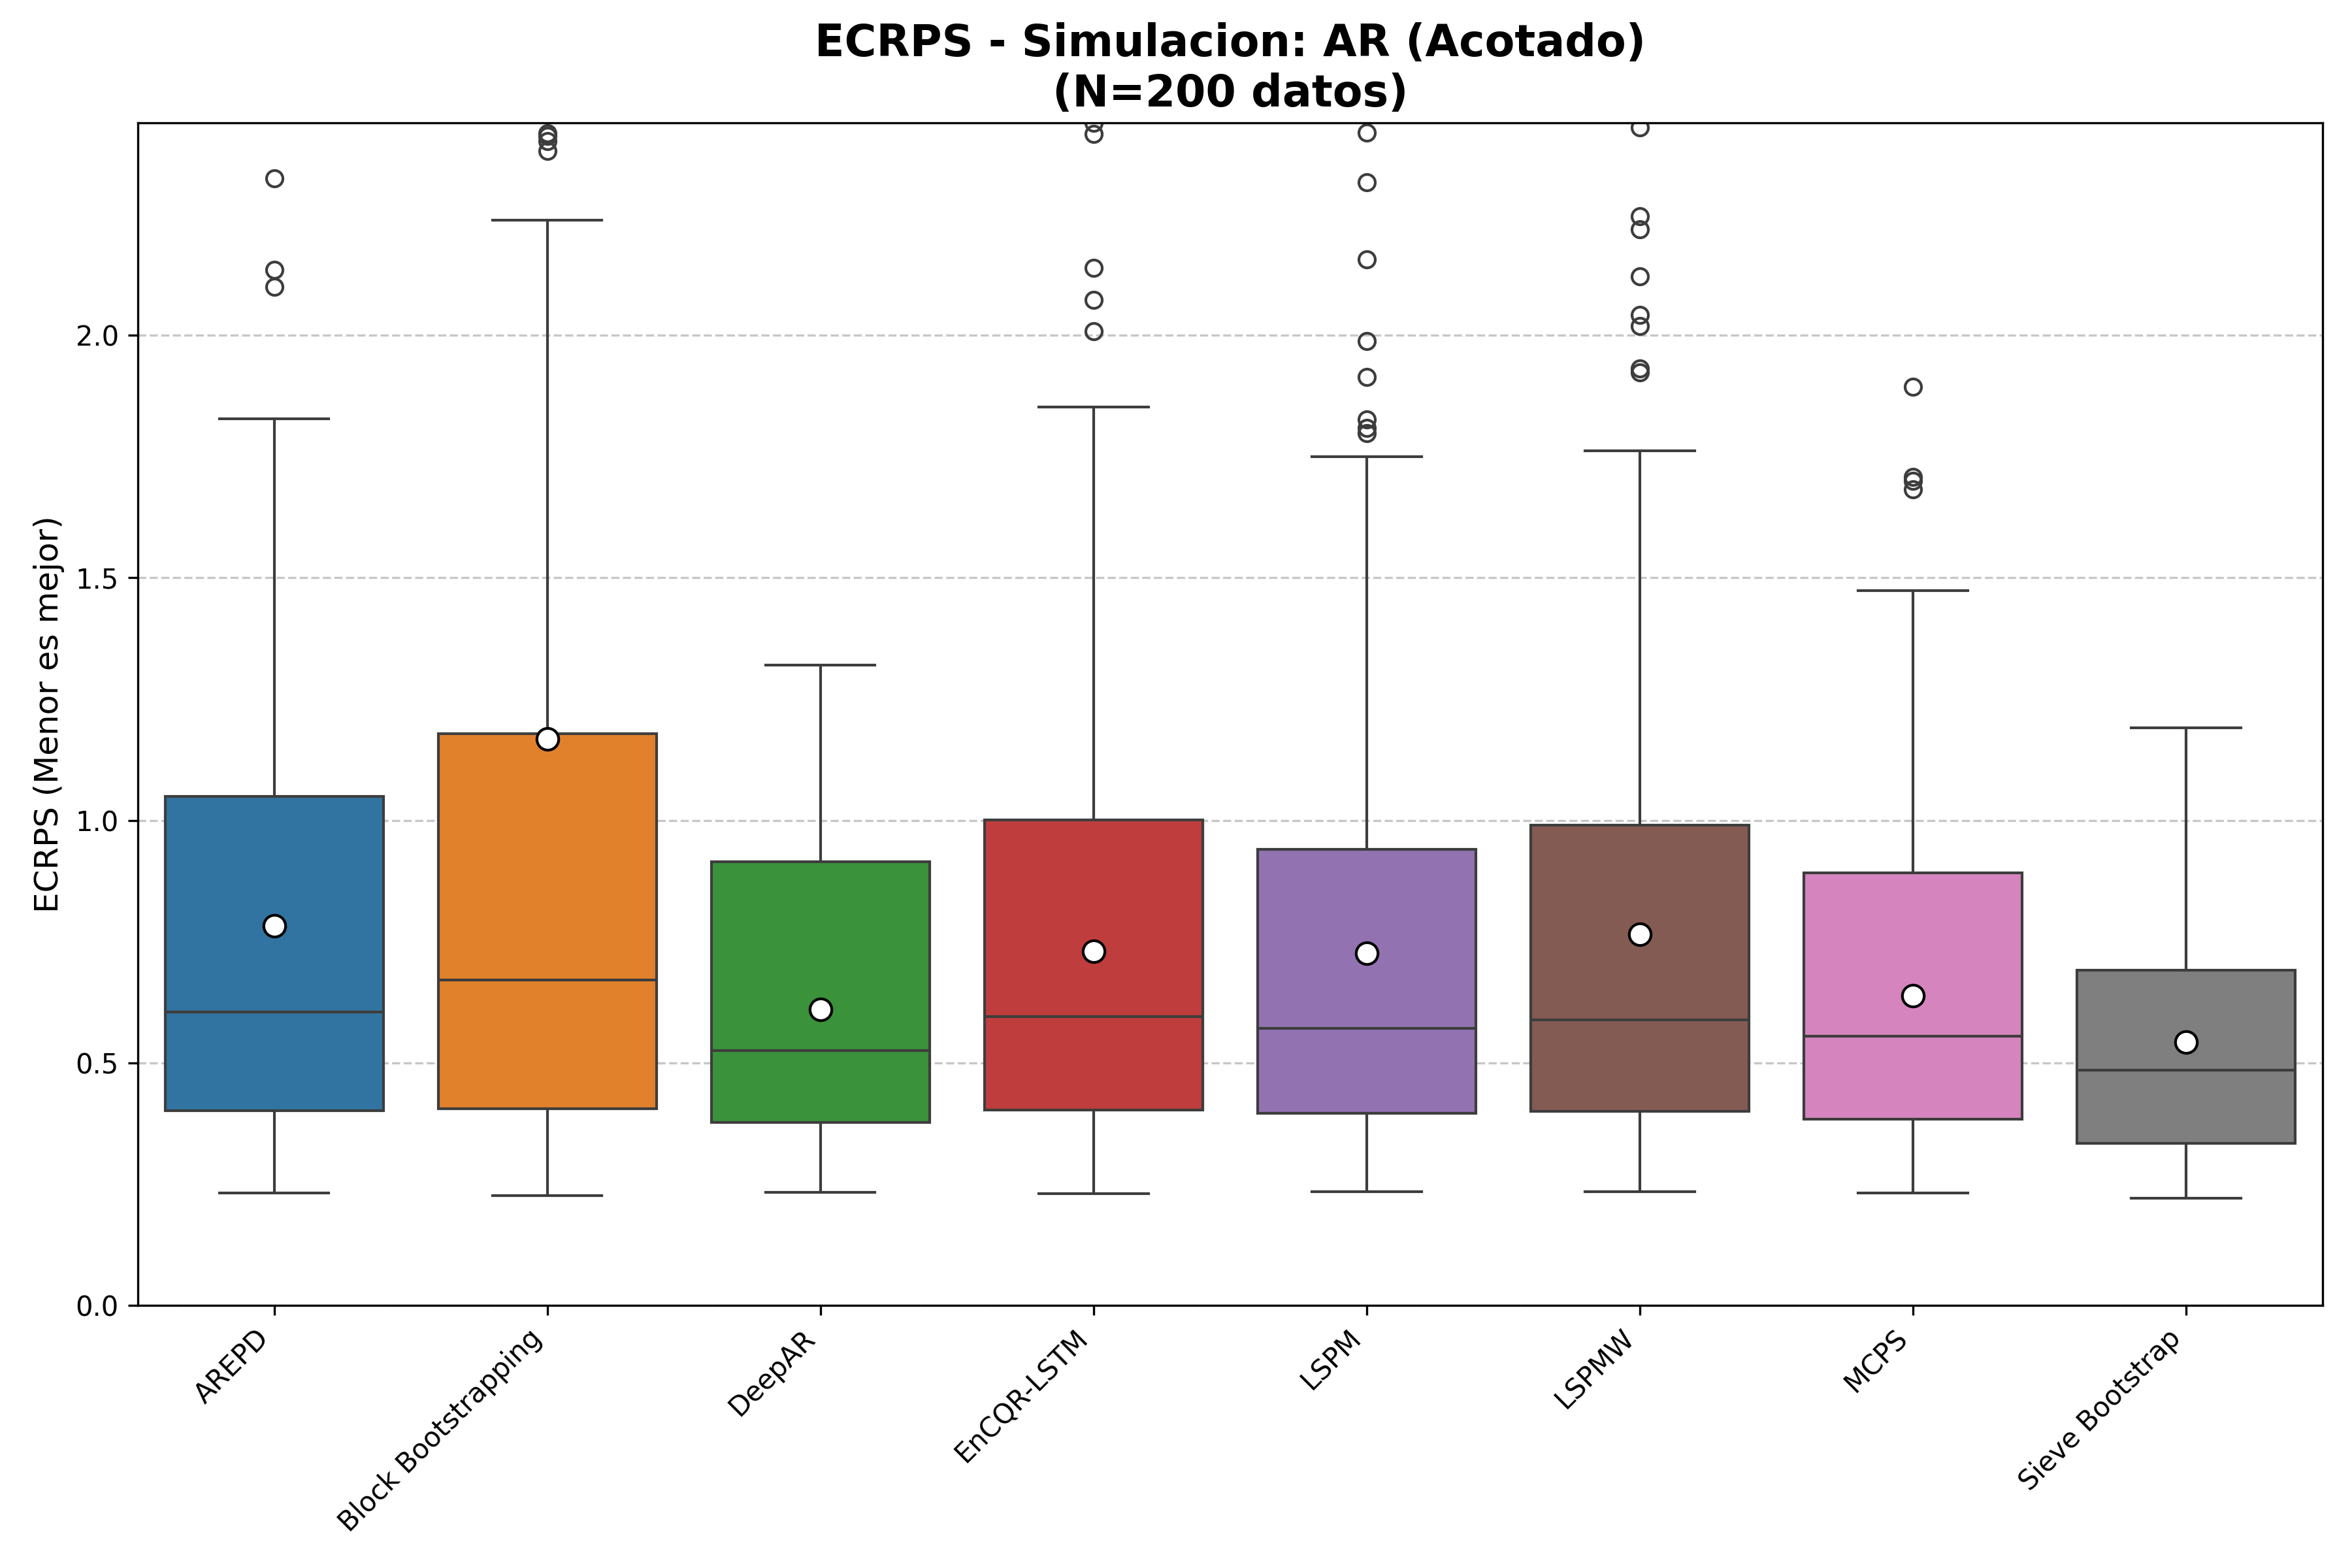 ECRPS - Simulacion: AR (Acotado)
(N=200 datos)
ECRPS (Menor es mejor)
2.0
1.5
1.0
0.5
0.0
AREPD
Block Bootstrapping
DeepAR
EnCQR-LSTM
LSPM
LSPMW
MCPS
Sieve Bootstrap